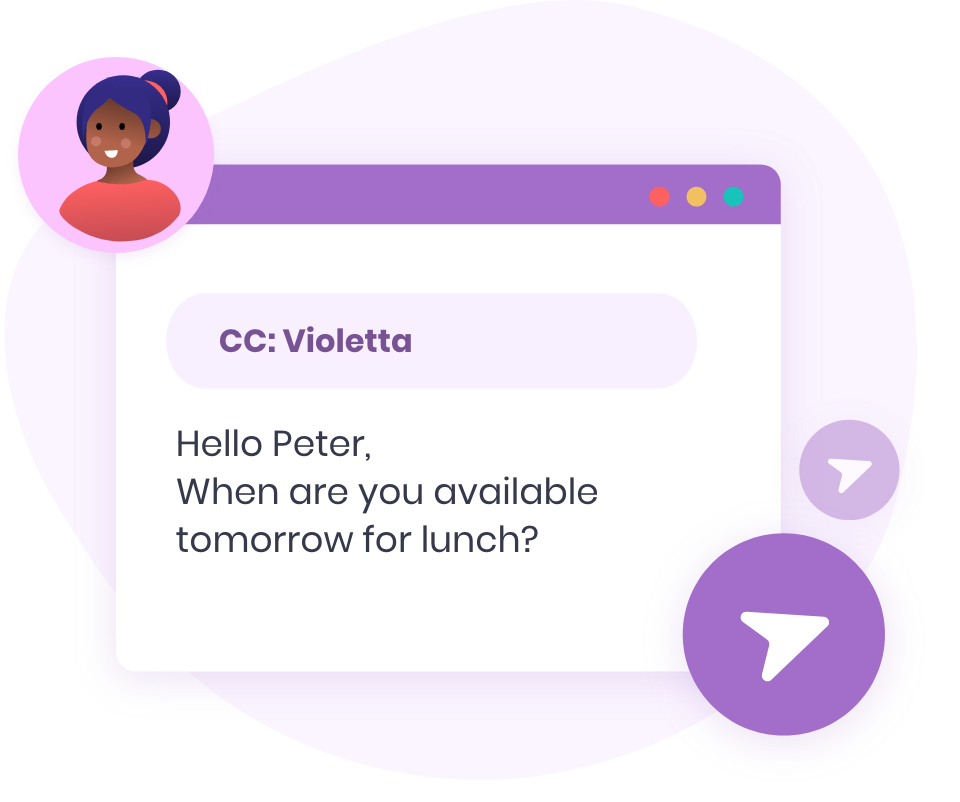 CC: Violetta
Hello Peter,
When are you available
tomorrow for lunch?